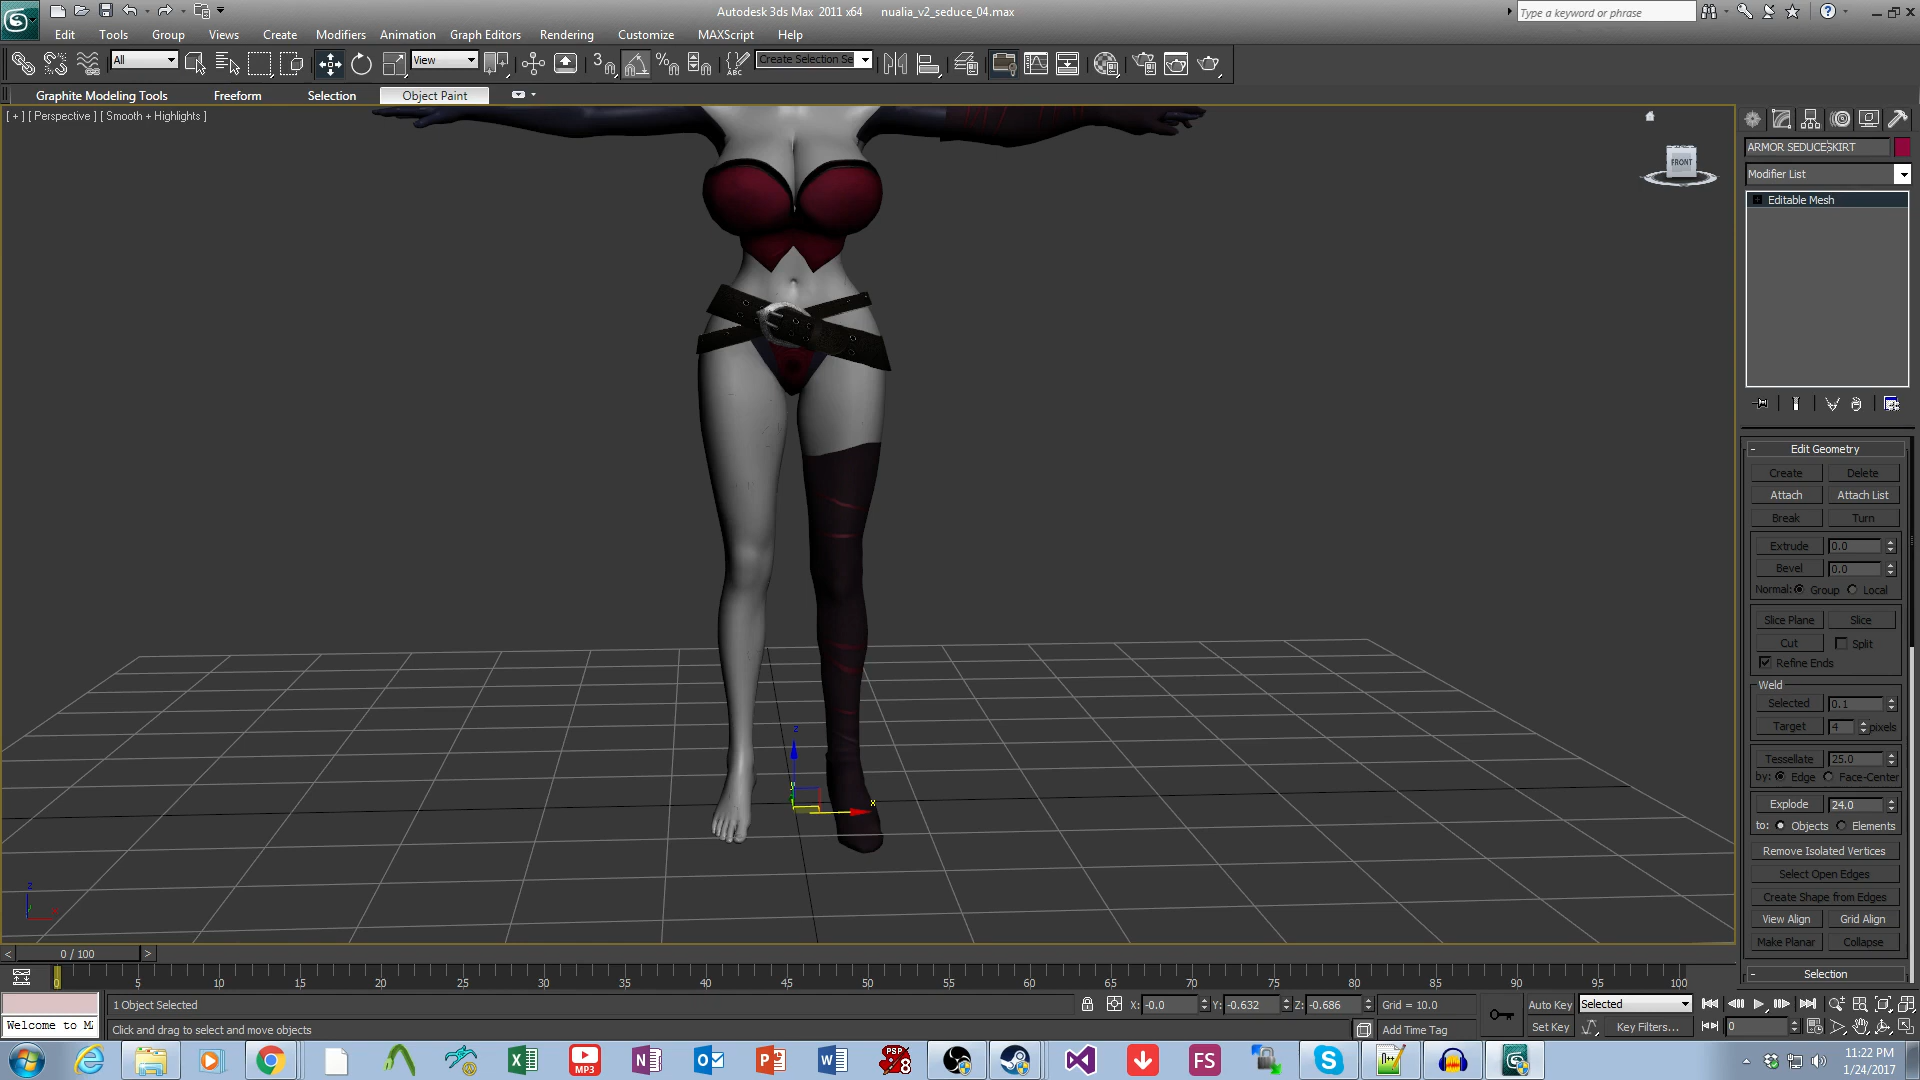 Autodesk 3ds Max 2011 x64 nualia_v2_seduce_04.max
Type a keyword or phrase
Edit Tools Group Views Create Modifiers Animation Graph Editors Rendering Customize MAXScript Help
All
View
3
ABC
Create Selection Se
Graphite Modeling Tools Freeform Selection Object Paint
[ + ] [ Perspective ] [ Smooth + Highlights ]
FRONT
ARMOR SEDUCESKIRT
Modifier List
Editable Mesh
- Edit Geometry
Create Delete
Attach Attach List
Break Turn
Extrude 0.0
Bevel 0.0
Normal: Group Local
Slice Plane Slice
Cut Split
Refine Ends
Weld
Selected 0.1
Target 4 pixels
Tessellate 25.0
by: Edge Face-Center
Explode 24.0
to: Objects Elements
Remove Isolated Vertices
Select Open Edges
Create Shape from Edges
View Align Grid Align
Make Planar Collapse
- Selection
z
x
z
< 0 / 100 >
0 5 10 15 20 25 30 35 40 45 50 55 60 65 70 75 80 85 90 95 100
1 Object Selected
X: -0.0 Y: -0.632 Z: -0.686 Grid = 10.0
Auto Key Selected
Welcome to
Click and drag to select and move objects
Add Time Tag
Set Key Key Filters... 0
MP3
PSP 8
FS
11:22 PM
1/24/2017